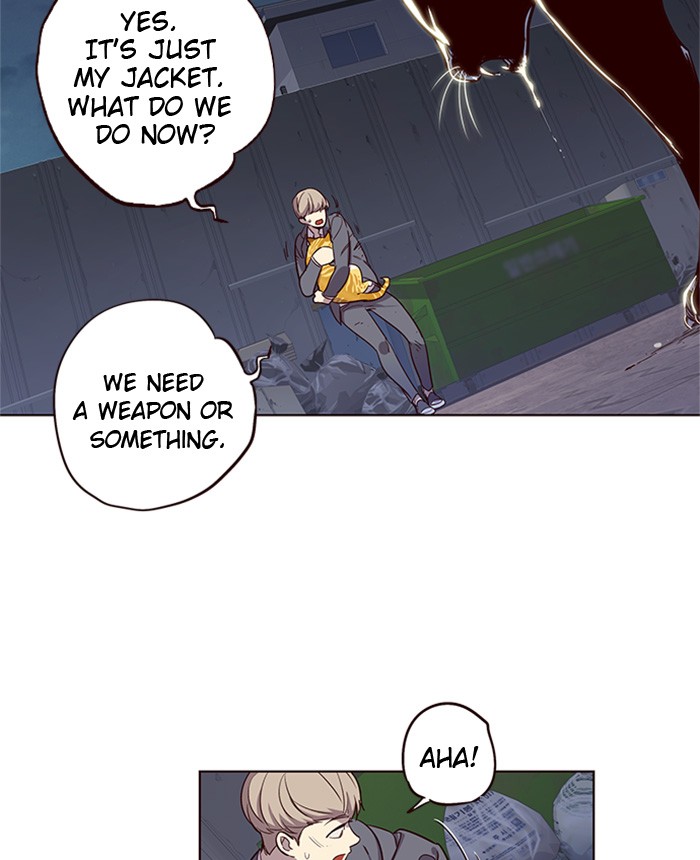 YES.
IT'S JUST
MY JACKET.
WHAT DO WE
DO NOW?
WE NEED
A WEAPON OR
SOMETHING.
AHA!